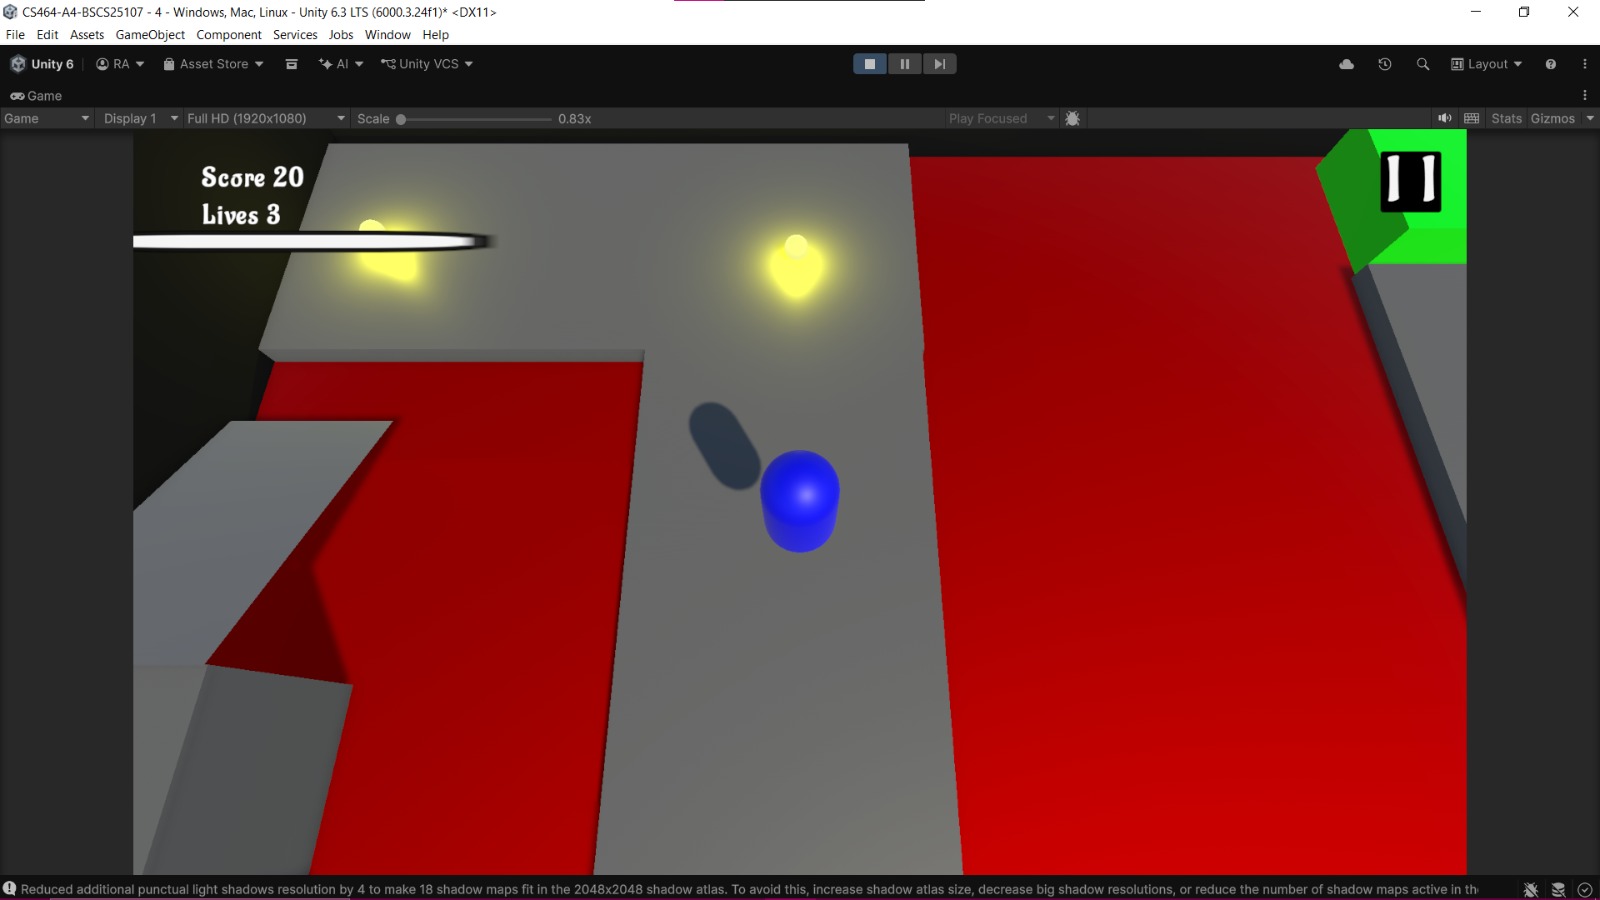 CS464-A4-BSCS25107 - 4 - Windows, Mac, Linux - Unity 6.3 LTS (6000.3.24f1)* <DX11>
File Edit Assets GameObject Component Services Jobs Window Help
Unity 6 RA Asset Store AI Unity VCS Layout
Game
Game Display 1 Full HD (1920x1080) Scale 0.83x Play Focused Stats Gizmos
Score 20
Lives 3
Reduced additional punctual light shadows resolution by 4 to make 18 shadow maps fit in the 2048x2048 shadow atlas. To avoid this, increase shadow atlas size, decrease big shadow resolutions, or reduce the number of shadow maps active in the